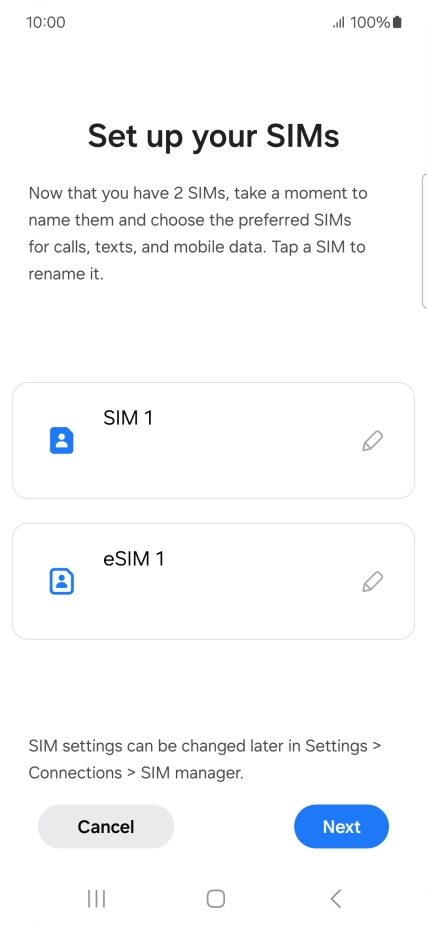 10:00
100%
Set up your SIMs
Now that you have 2 SIMs, take a moment to
name them and choose the preferred SIMs
for calls, texts, and mobile data. Tap a SIM to
rename it.
SIM 1
eSIM 1
SIM settings can be changed later in Settings >
Connections > SIM manager.
Cancel
Next